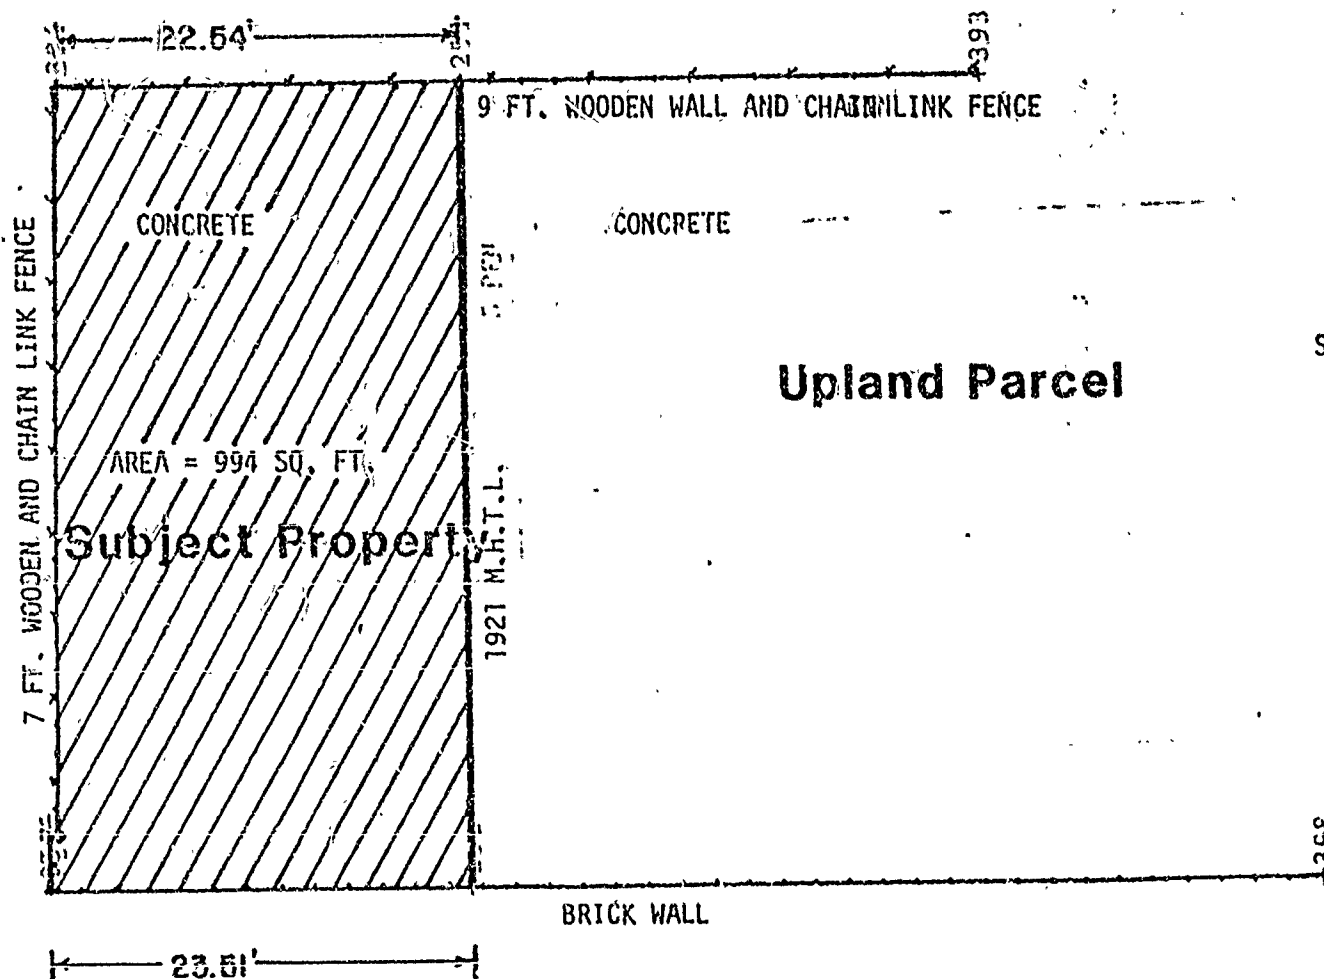 22.54'
393
9 FT. WOODEN WALL AND CHAINLINK FENCE
CONCRETE
CONCRETE
7 FT. WOODEN AND CHAIN LINK FENCE
Upland Parcel
AREA = 994 SQ. FT.
Subject Property
1921 M.H.T.L.
S
BRICK WALL
23.51'